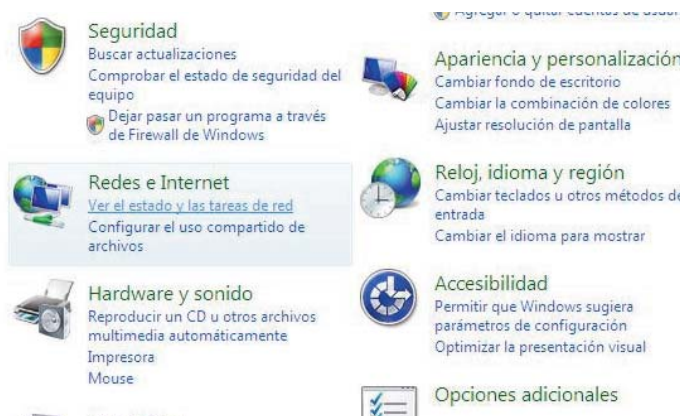 Seguridad
Buscar actualizaciones
Comprobar el estado de seguridad del
equipo
Dejar pasar un programa a través
de Firewall de Windows
Redes e Internet
Ver el estado y las tareas de red
Configurar el uso compartido de
archivos
Hardware y sonido
Reproducir un CD u otros archivos
multimedia automáticamente
Impresora
Mouse
Agregar o quitar cuentas de
Apariencia y personalización
Cambiar fondo de escritorio
Cambiar la combinación de colores
Ajustar resolución de pantalla
Reloj, idioma y región
Cambiar teclados u otros métodos de
entrada
Cambiar el idioma para mostrar
Accesibilidad
Permitir que Windows sugiera
parámetros de configuración
Optimizar la presentación visual
Opciones adicionales